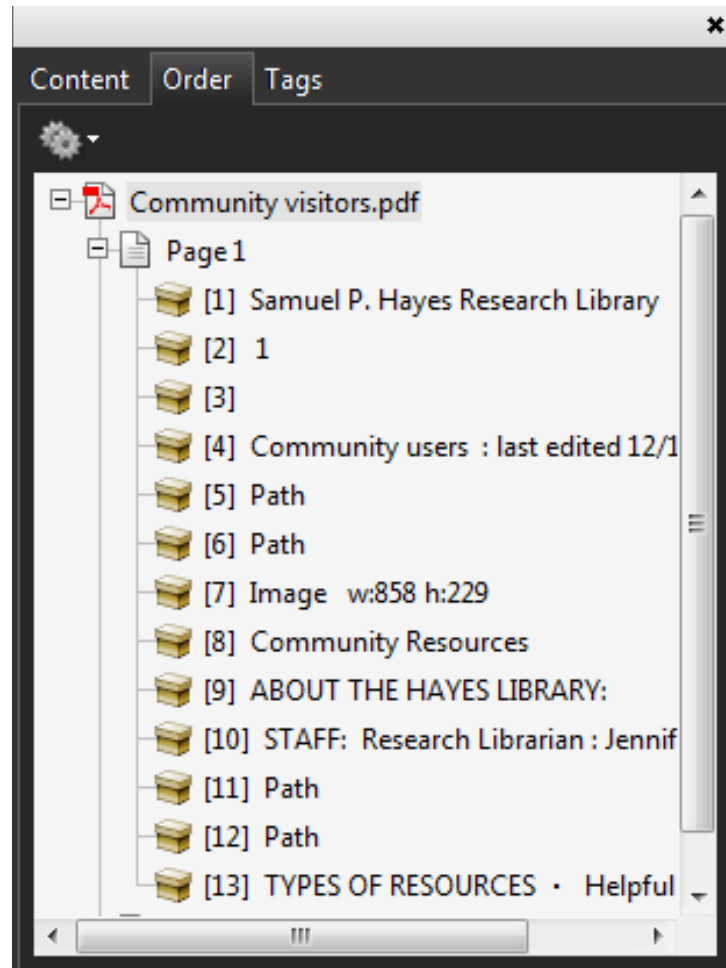 Content Order Tags
Community visitors.pdf
Page 1
[1] Samuel P. Hayes Research Library
[2] 1
[3]
[4] Community users : last edited 12/1
[5] Path
[6] Path
[7] Image w:858 h:229
[8] Community Resources
[9] ABOUT THE HAYES LIBRARY:
[10] STAFF: Research Librarian : Jennif
[11] Path
[12] Path
[13] TYPES OF RESOURCES • Helpful